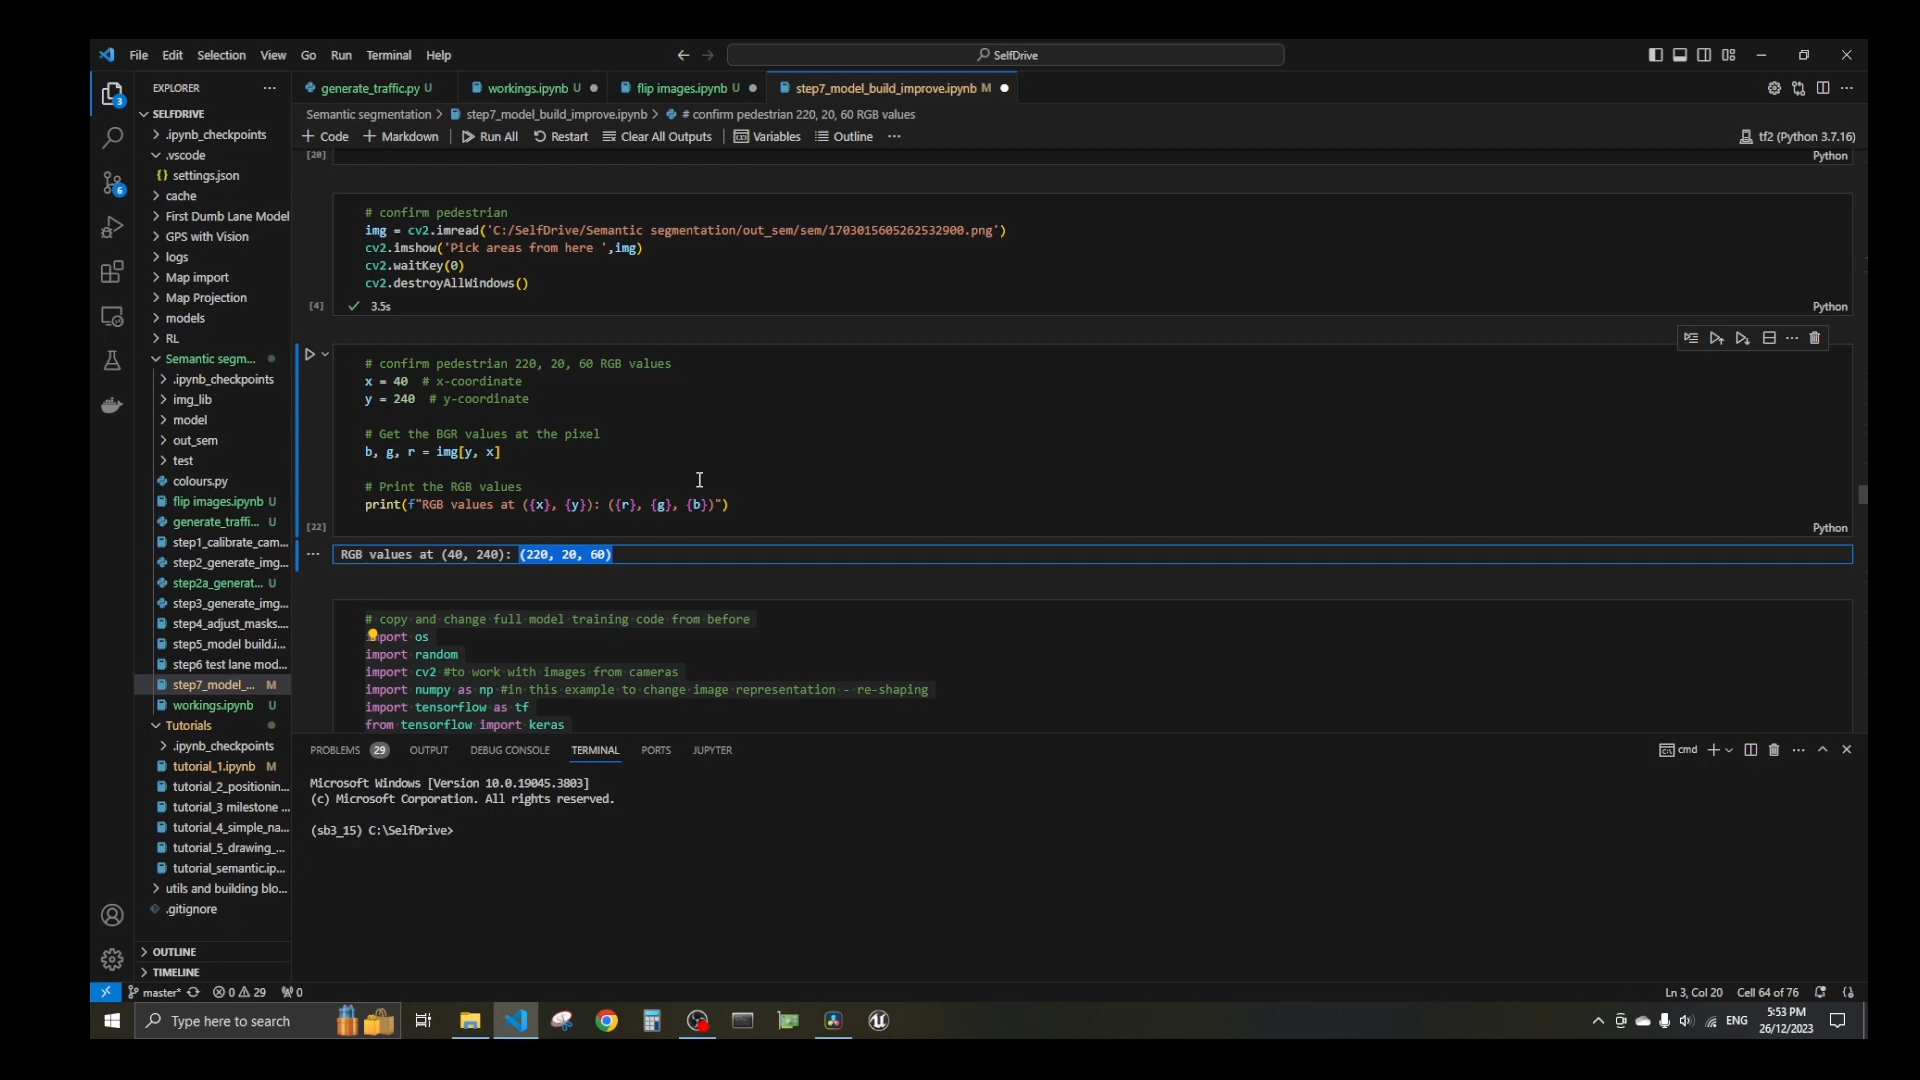 File Edit Selection View Go Run Terminal Help
SelfDrive
EXPLORER
generate_traffic.py U
workings.ipynb U
flip images.ipynb U
step7_model_build_improve.ipynb M
SELFDRIVE
Semantic segmentation > step7_model_build_improve.ipynb > # confirm pedestrian 220, 20, 60 RGB values
Code Markdown Run All Restart Clear All Outputs Variables Outline
tf2 (Python 3.7.16)
.ipynb_checkpoints
.vscode
settings.json
cache
First Dumb Lane Model
GPS with Vision
logs
Map import
Map Projection
models
RL
Semantic segm...
.ipynb_checkpoints
img_lib
model
out_sem
test
colours.py
flip images.ipynb U
generate_traffi... U
step1_calibrate_cam...
step2_generate_img...
step2a_generat... U
step3_generate_img...
step4_adjust_masks....
step5_model build.i...
step6 test lane mod...
step7_model_... M
workings.ipynb U
Tutorials
.ipynb_checkpoints
tutorial_1.ipynb M
tutorial_2_positionin...
tutorial_3 milestone ...
tutorial_4_simple_na...
tutorial_5_drawing_...
tutorial_semantic.ip...
utils and building blo...
.gitignore
OUTLINE
TIMELINE
3
6
[20]
Python
# confirm pedestrian
img = cv2.imread('C:/SelfDrive/Semantic segmentation/out_sem/sem/1703015605262532900.png')
cv2.imshow('Pick areas from here ',img)
cv2.waitKey(0)
cv2.destroyAllWindows()
[4] 3.5s Python
# confirm pedestrian 220, 20, 60 RGB values
x = 40 # x-coordinate
y = 240 # y-coordinate
# Get the BGR values at the pixel
b, g, r = img[y, x]
# Print the RGB values
print(f"RGB values at ({x}, {y}): ({r}, {g}, {b})")
[22] Python
RGB values at (40, 240): (220, 20, 60)
# copy and change full model training code from before
import os
import random
import cv2 #to work with images from cameras
import numpy as np #in this example to change image representation - re-shaping
import tensorflow as tf
from tensorflow import keras
PROBLEMS 29 OUTPUT DEBUG CONSOLE TERMINAL PORTS JUPYTER
cmd
Microsoft Windows [Version 10.0.19045.3803]
(c) Microsoft Corporation. All rights reserved.
(sb3_15) C:\SelfDrive>
master* 0 29 0
Ln 3, Col 20 Cell 64 of 76
Type here to search
ENG
5:53 PM
26/12/2023